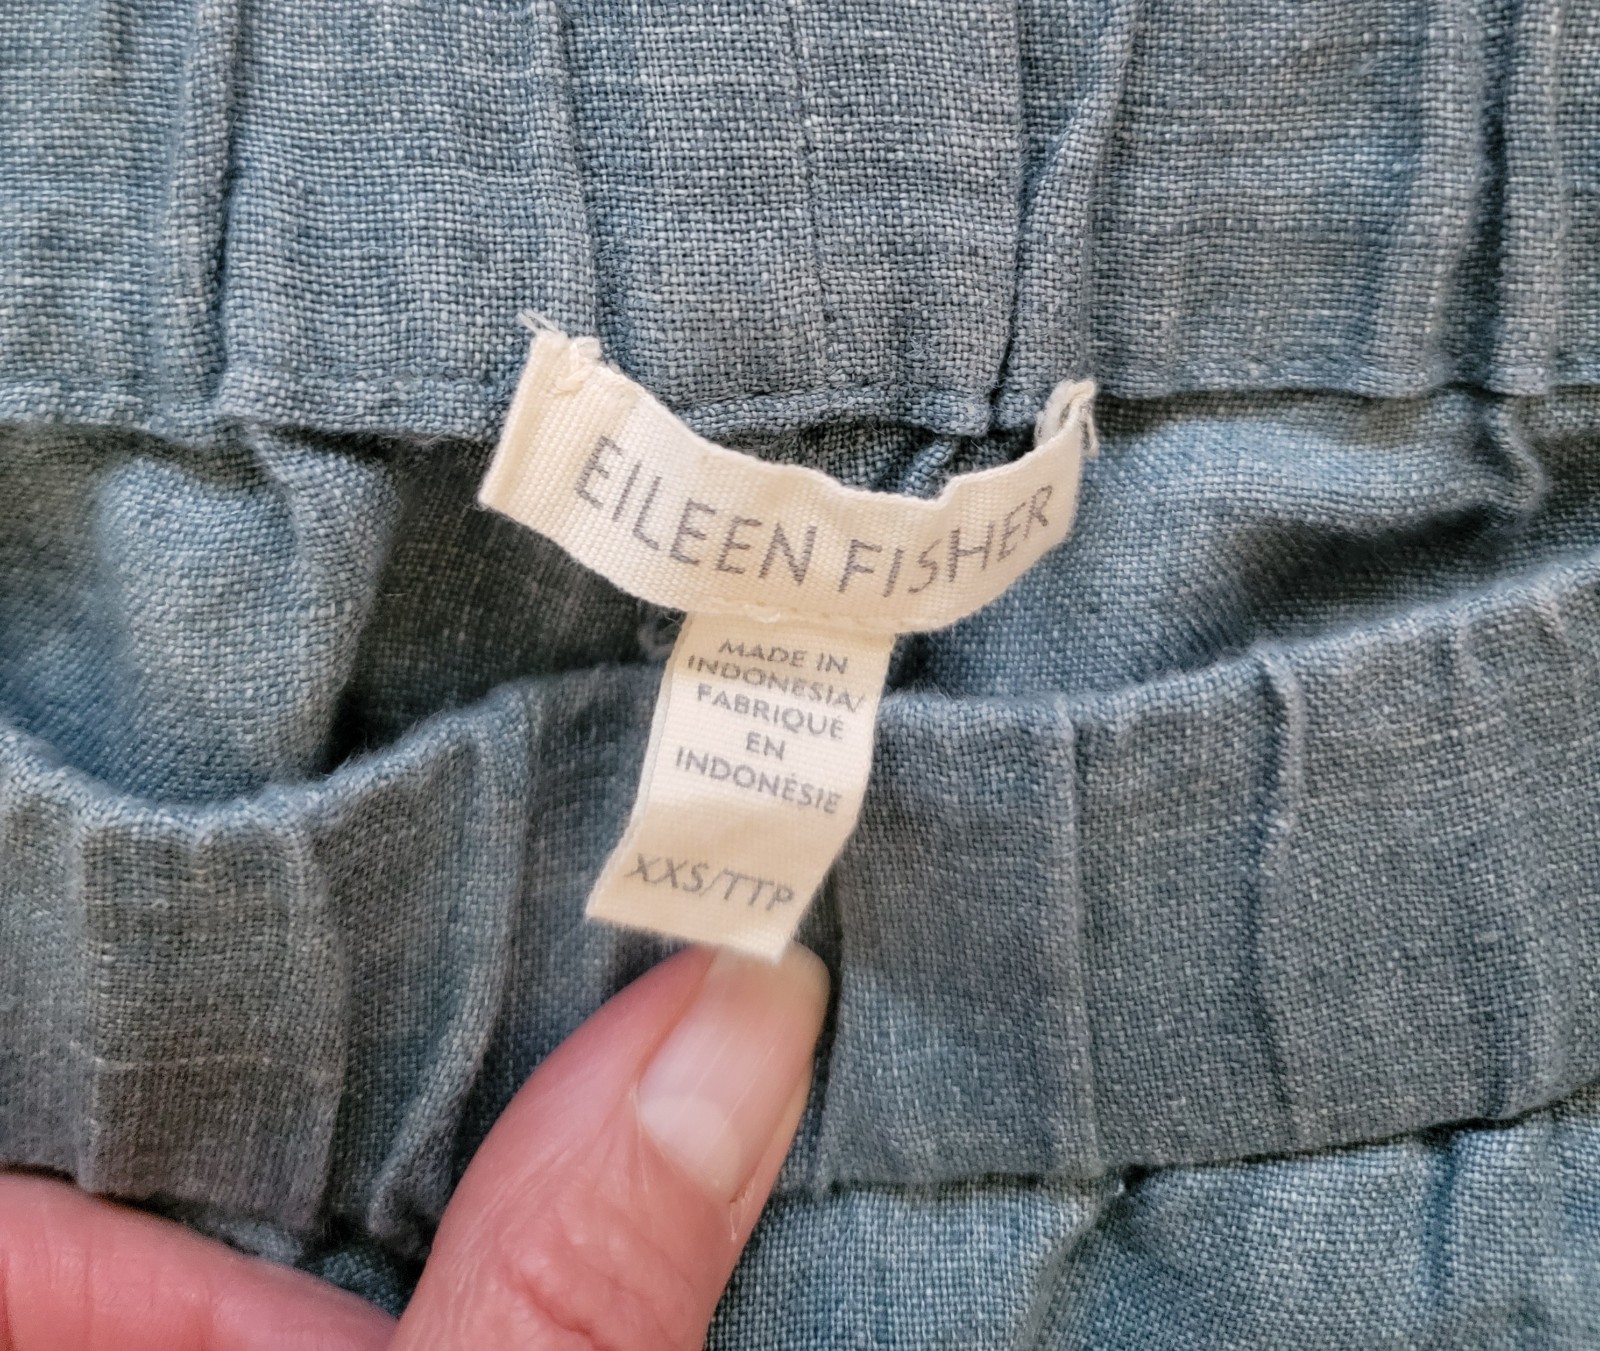 EILEEN FISHER
MADE IN
INDONESIA/
FABRIQUÉ
EN
INDONÉSIE
XXS/TTP